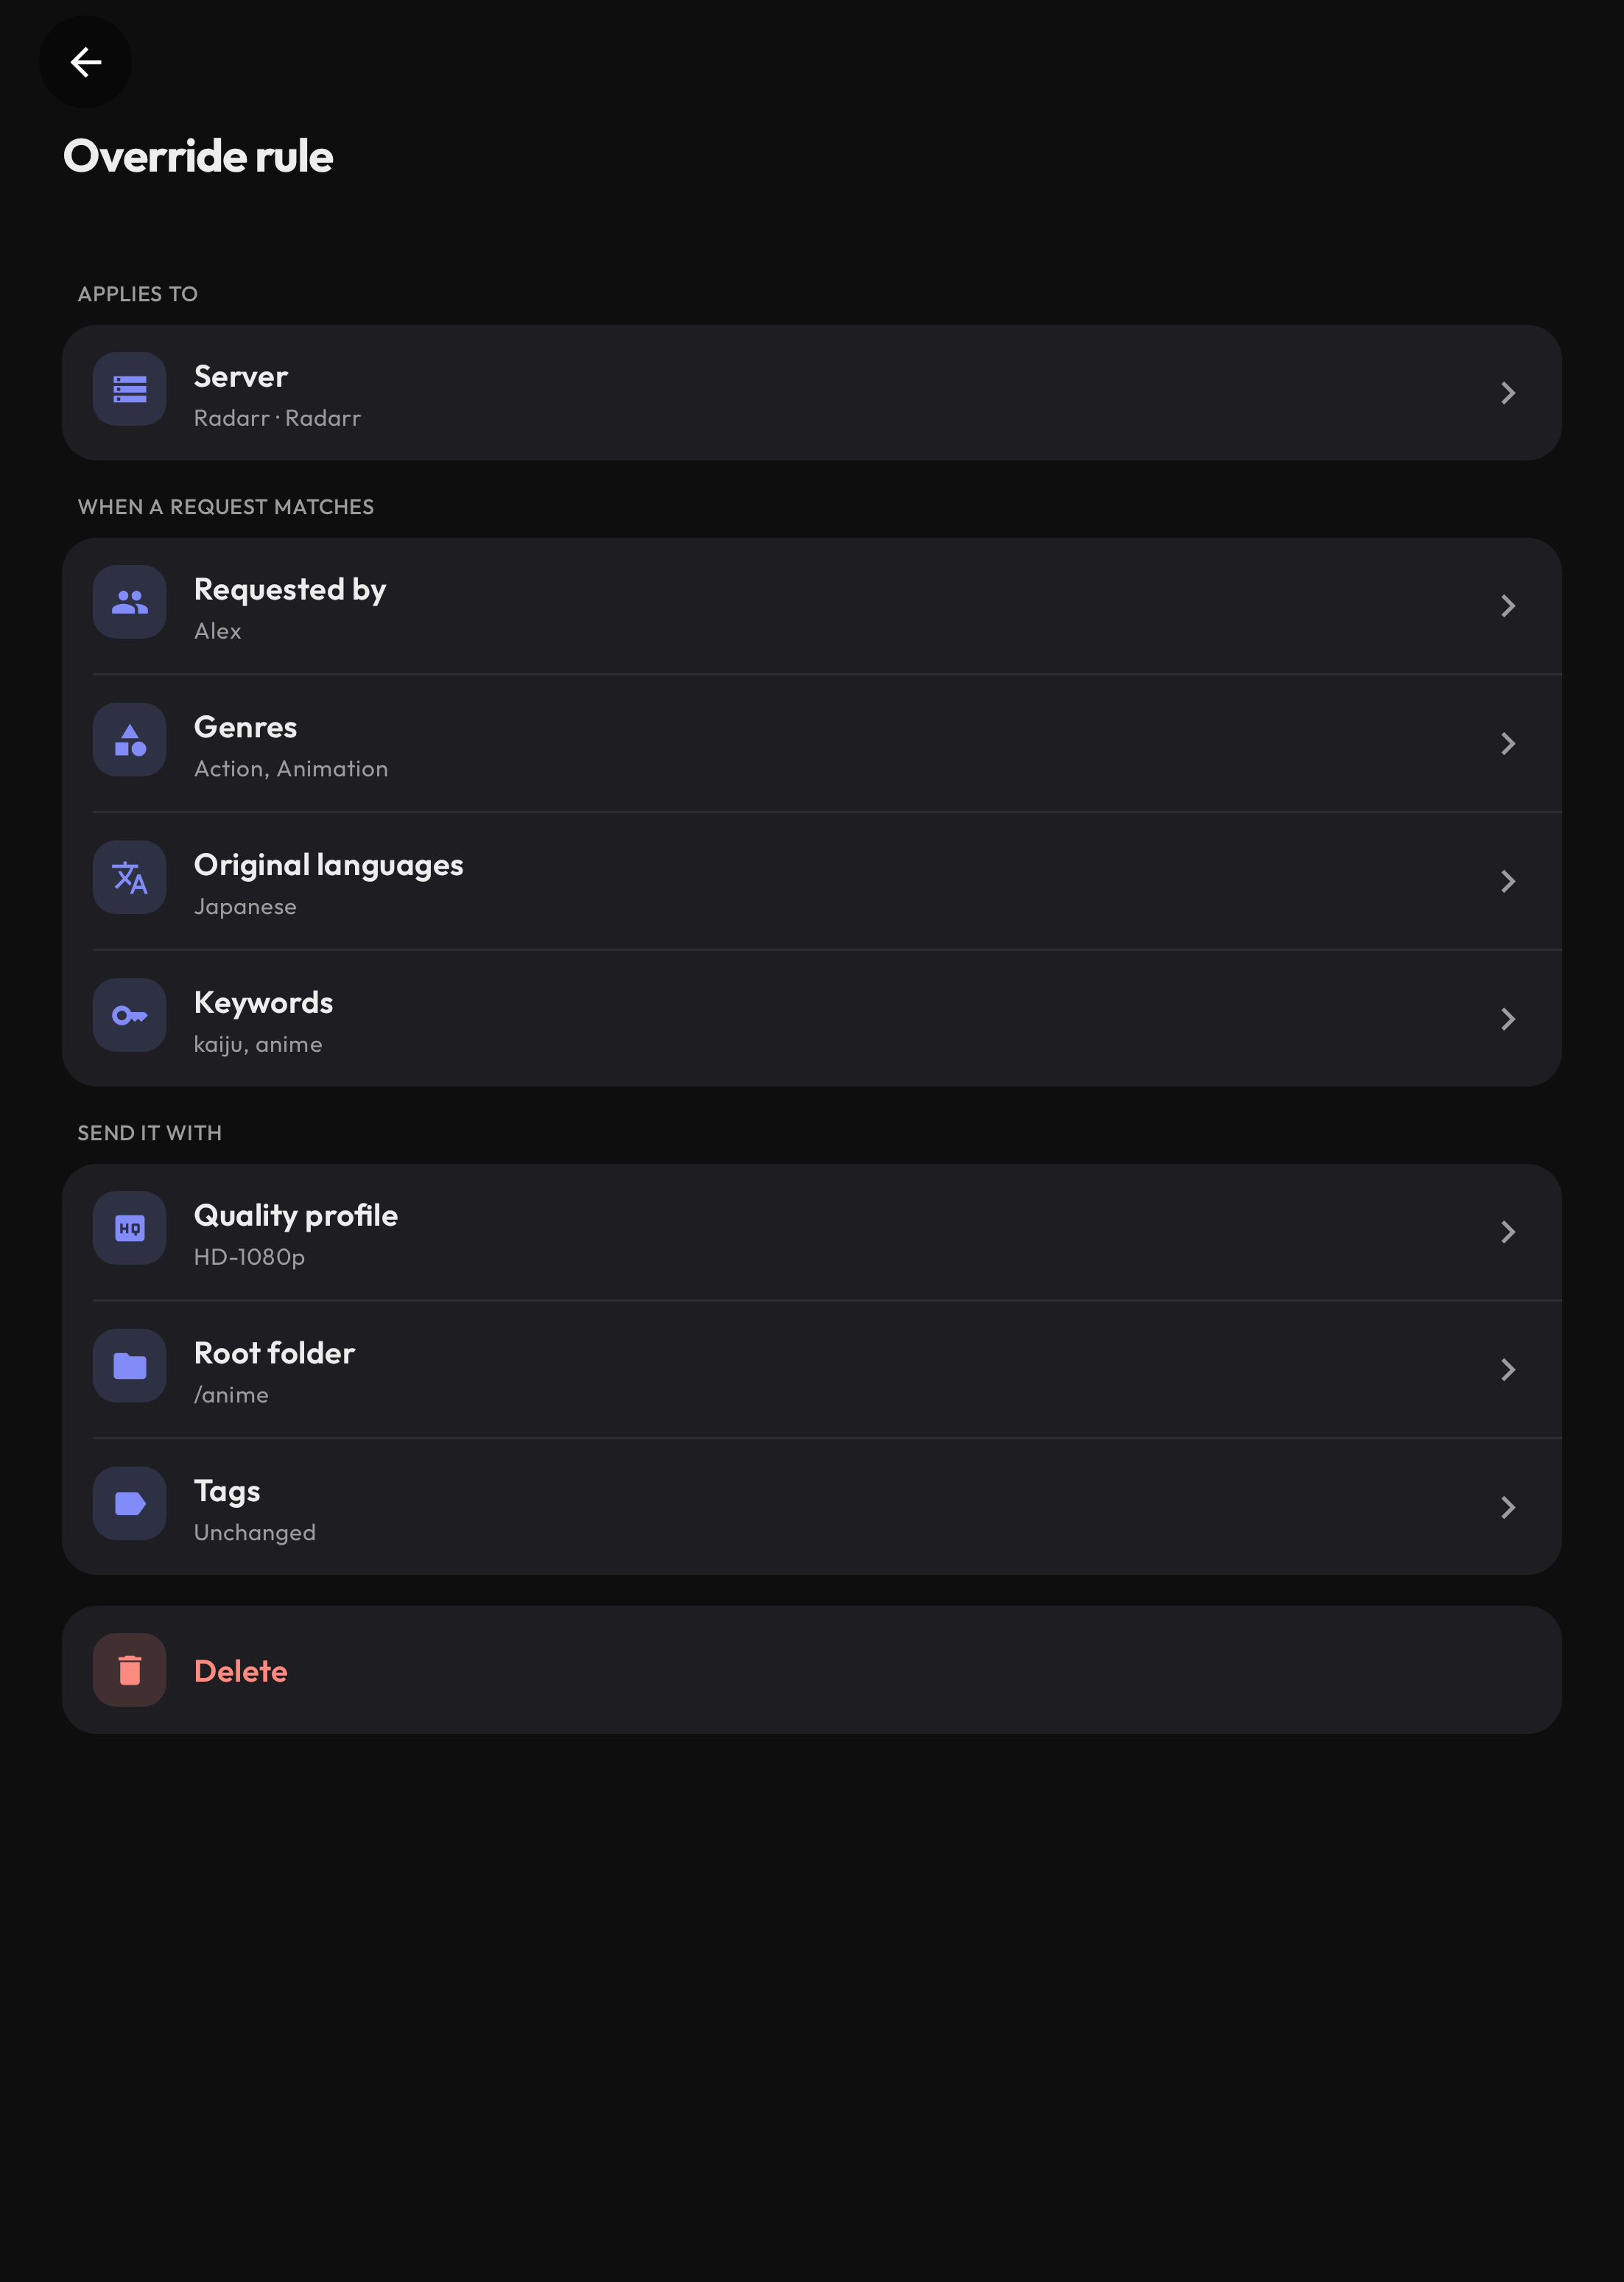 Override rule
APPLIES TO
Server
Radarr · Radarr
WHEN A REQUEST MATCHES
Requested by
Alex
Genres
Action, Animation
Original languages
Japanese
Keywords
kaiju, anime
SEND IT WITH
HQ
Quality profile
HD-1080p
Root folder
/anime
Tags
Unchanged
Delete